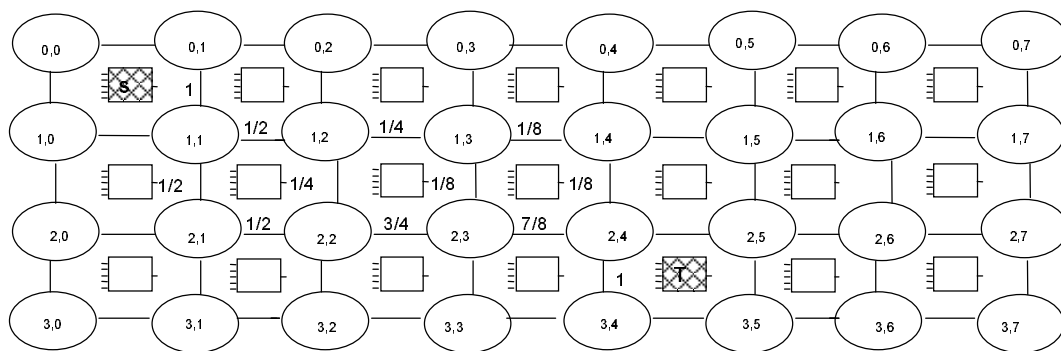 0,0 0,1 0,2 0,3 0,4 0,5 0,6 0,7
S 1
1,0 1,1 1/2 1,2 1/4 1,3 1/8 1,4 1,5 1,6 1,7
1/2 1/4 1/8 1/8
2,0 2,1 1/2 2,2 3/4 2,3 7/8 2,4 2,5 2,6 2,7
1 T
3,0 3,1 3,2 3,3 3,4 3,5 3,6 3,7